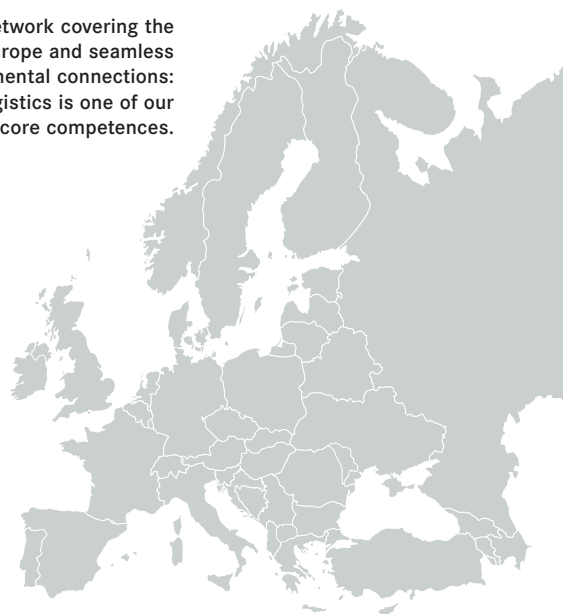 etwork covering the
rope and seamless
nental connections:
gistics is one of our
core competences.